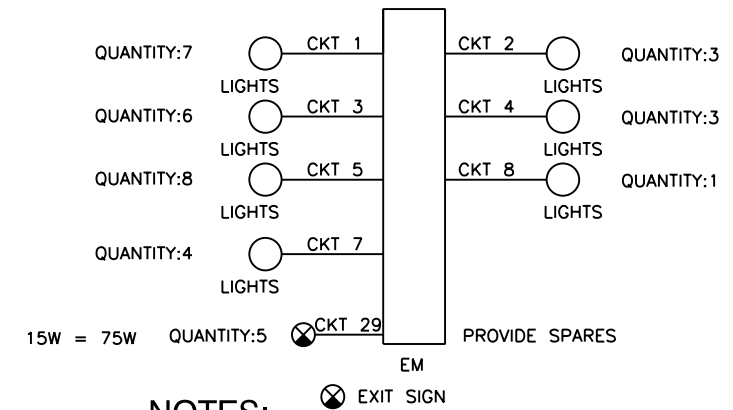 QUANTITY:7 CKT 1 CKT 2 QUANTITY:3
LIGHTS LIGHTS
QUANTITY:6 CKT 3 CKT 4 QUANTITY:3
LIGHTS LIGHTS
QUANTITY:8 CKT 5 CKT 8 QUANTITY:1
LIGHTS LIGHTS
QUANTITY:4 CKT 7
LIGHTS
15W = 75W QUANTITY:5 CKT 29 PROVIDE SPARES
EM
EXIT SIGN
NOTES: